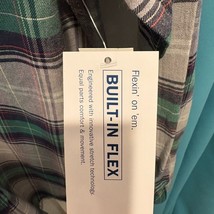 Flexin' on 'em.
BUILT-IN FLEX
Engineered with innovative stretch technology
Equal parts comfort & movement.